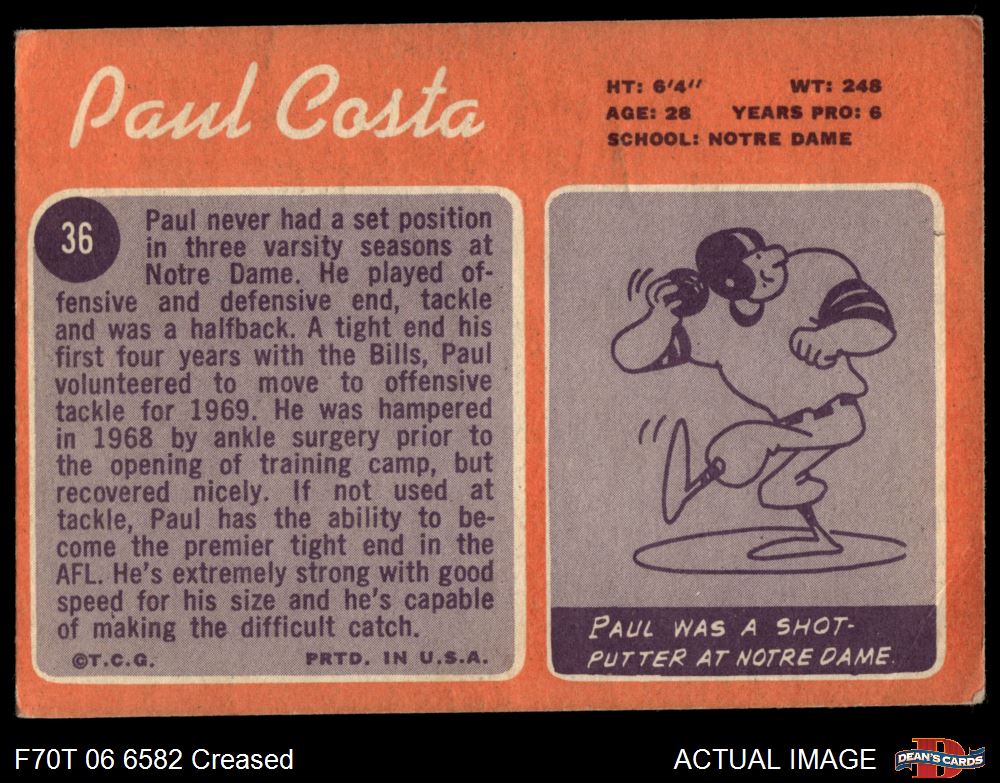 Paul Costa
HT: 6'4" WT: 248
AGE: 28 YEARS PRO: 6
SCHOOL: NOTRE DAME
36
Paul never had a set position
in three varsity seasons at
Notre Dame. He played of-
fensive and defensive end, tackle
and was a halfback. A tight end his
first four years with the Bills, Paul
volunteered to move to offensive
tackle for 1969. He was hampered
in 1968 by ankle surgery prior to
the opening of training camp, but
recovered nicely. If not used at
tackle, Paul has the ability to be-
come the premier tight end in the
AFL. He's extremely strong with good
speed for his size and he's capable
of making the difficult catch.
©T.C.G. PRTD. IN U.S.A.
PAUL WAS A SHOT-
PUTTER AT NOTRE DAME.
F70T 06 6582 Creased
ACTUAL IMAGE
D
DEAN'S CARDS